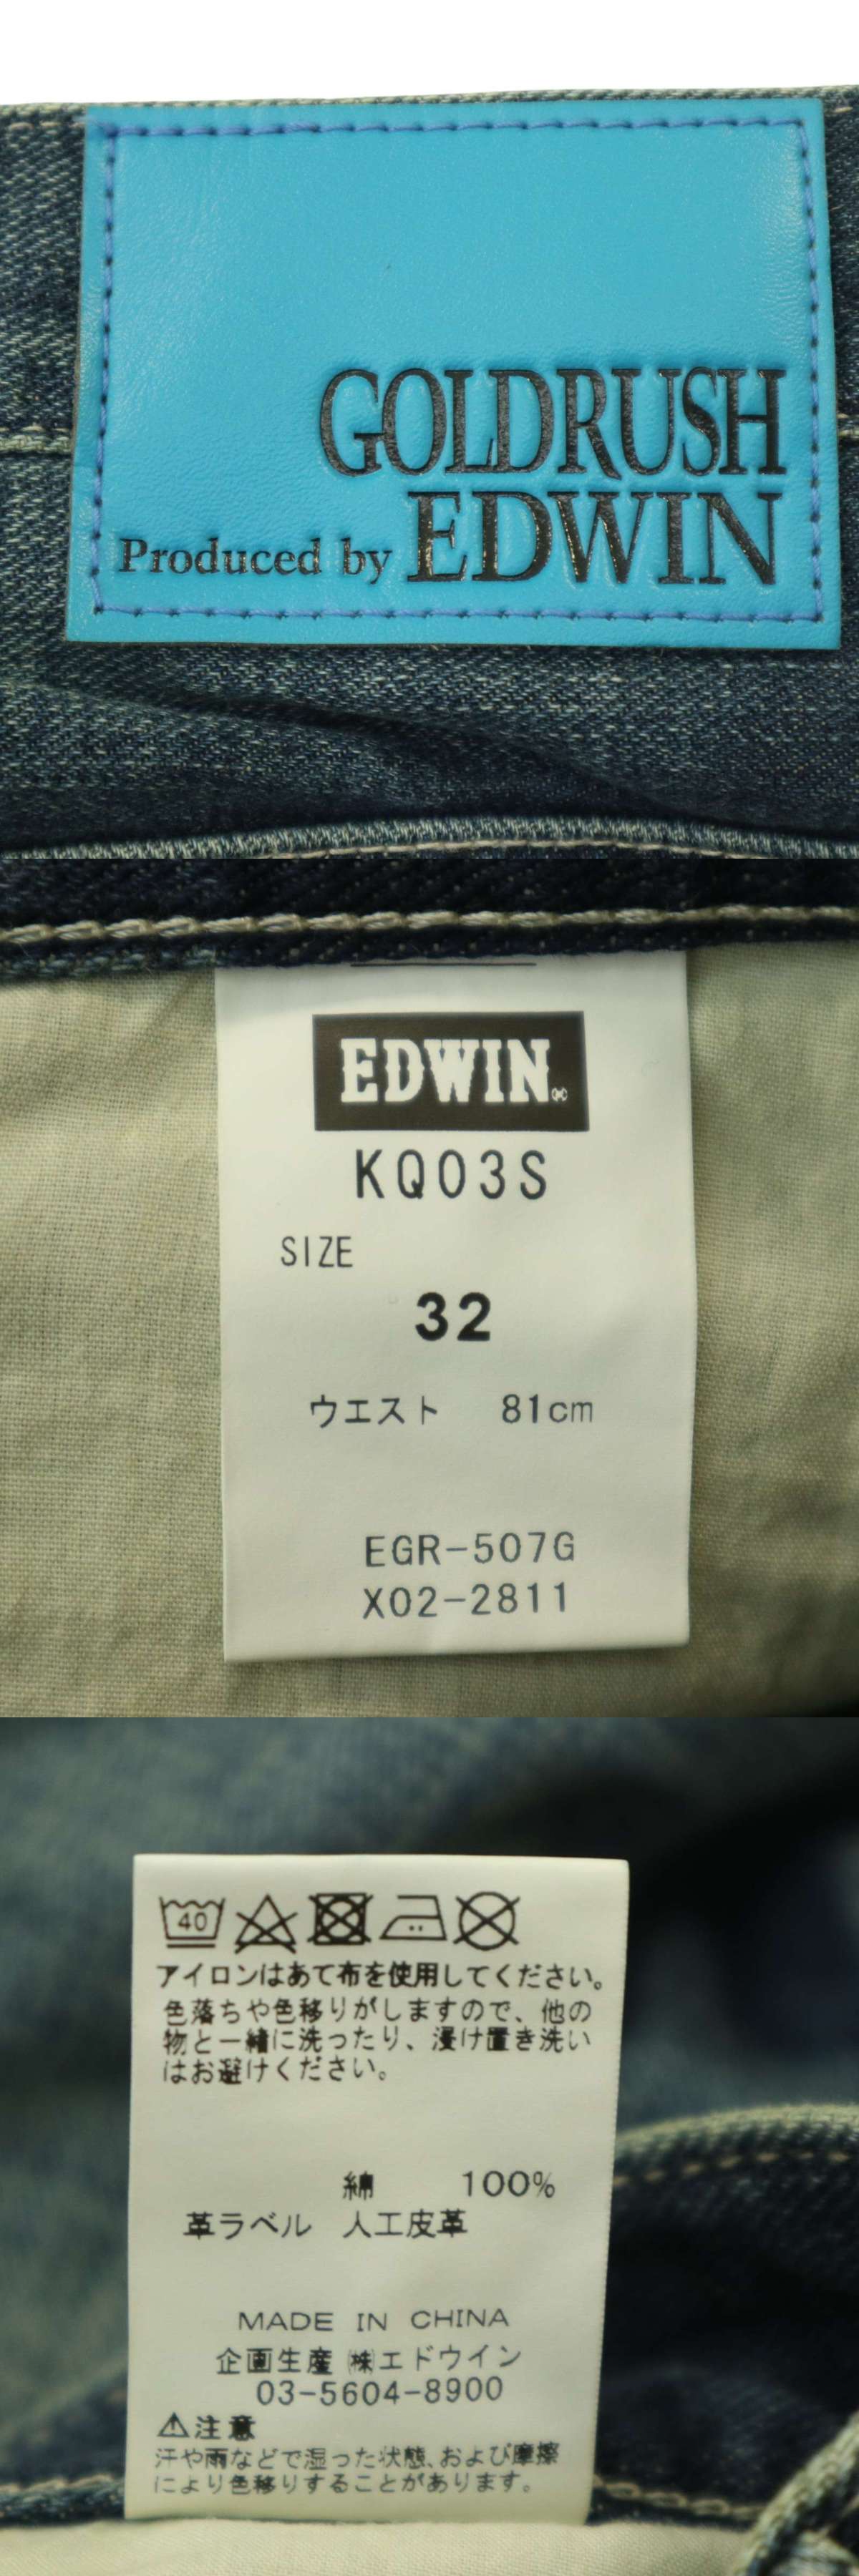 GOLDRUSH
Produced by EDWIN
EDWIN®
KQ03S
SIZE
32
ウエスト 81cm
EGR-507G
X02-2811
40
アイロンはあて布を使用してください。
色落ちや色移りがしますので、他の
物と一緒に洗ったり、浸け置き洗い
はお避けください。
綿 100%
革ラベル 人工皮革
MADE IN CHINA
企画生産 ㈱エドウイン
03-5604-8900
⚠注意
汗や雨などで湿った状態、および摩擦
により色移りすることがあります。